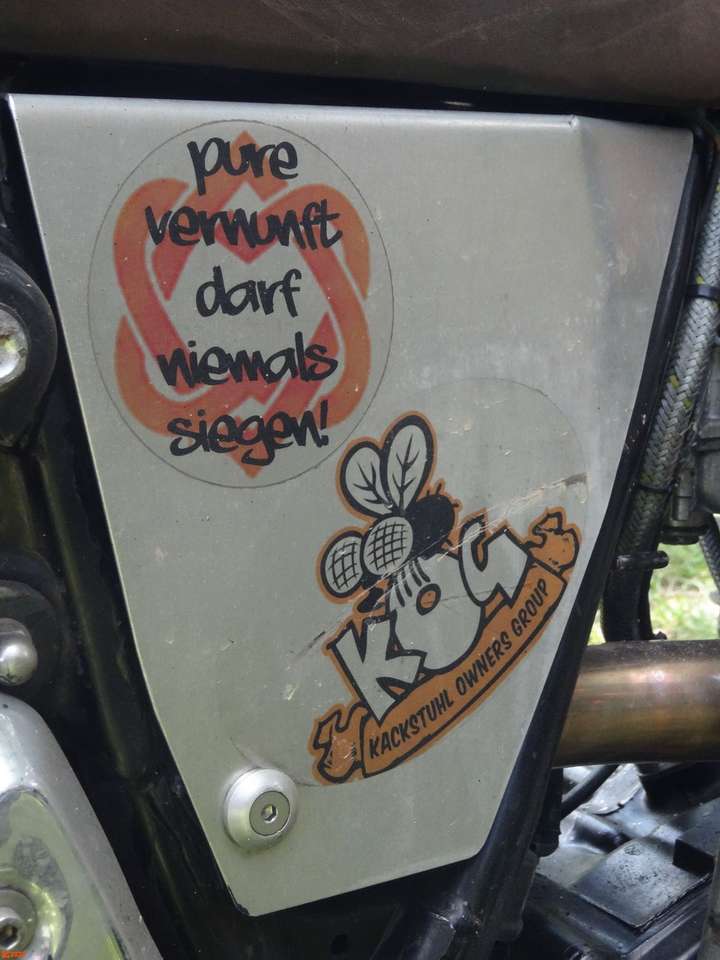 pure
vernunft
darf
niemals
siegen!
KOG
KACKSTUHL OWNERS GROUP